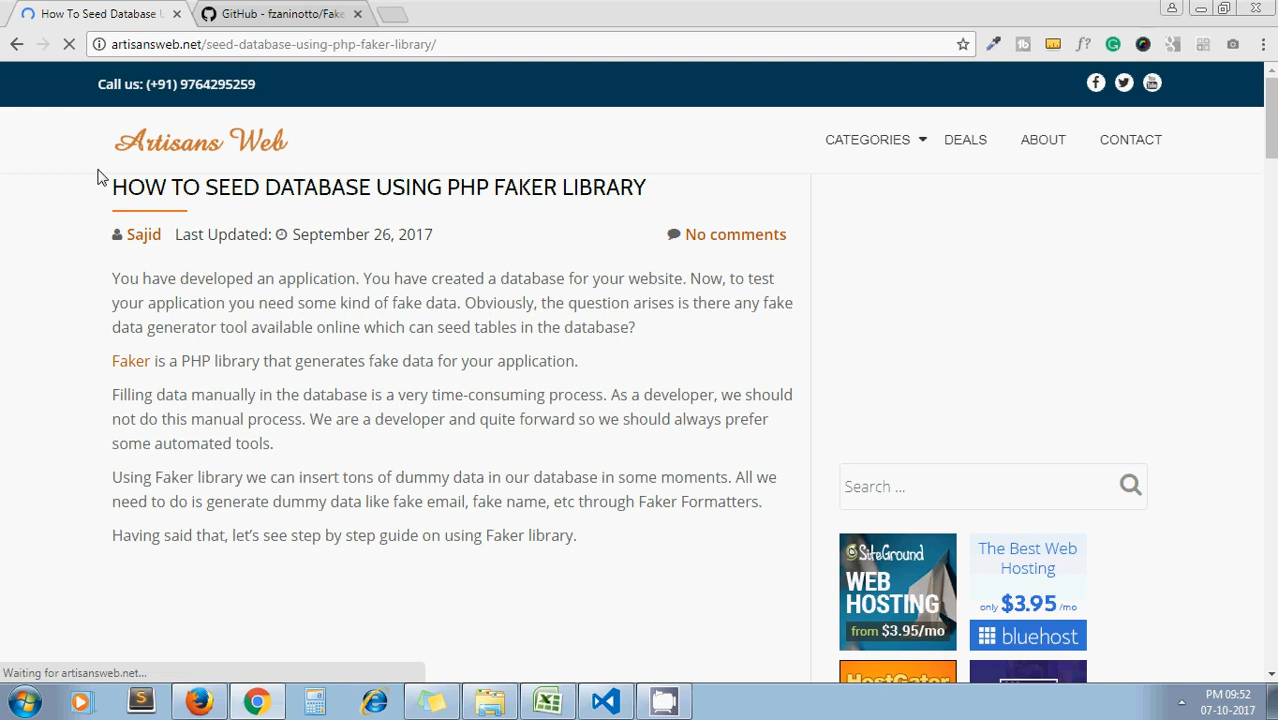 How To Seed Database U
GitHub - fzaninotto/Fake
artisansweb.net/seed-database-using-php-faker-library/
Call us: (+91) 9764295259
Artisans Web
CATEGORIES
DEALS
ABOUT
CONTACT
HOW TO SEED DATABASE USING PHP FAKER LIBRARY
Sajid Last Updated: September 26, 2017
No comments
You have developed an application. You have created a database for your website. Now, to test
your application you need some kind of fake data. Obviously, the question arises is there any fake
data generator tool available online which can seed tables in the database?
Faker is a PHP library that generates fake data for your application.
Filling data manually in the database is a very time-consuming process. As a developer, we should
not do this manual process. We are a developer and quite forward so we should always prefer
some automated tools.
Using Faker library we can insert tons of dummy data in our database in some moments. All we
need to do is generate dummy data like fake email, fake name, etc through Faker Formatters.
Having said that, let's see step by step guide on using Faker library.
Search ...
SiteGround
WEB
HOSTING
from $3.95/mo
The Best Web
Hosting
only $3.95 /mo
bluehost
HostGator
Waiting for artisansweb.net...
PM 09:52
07-10-2017